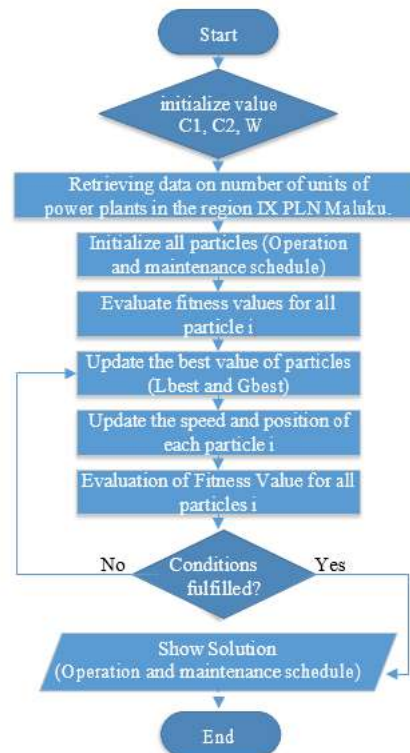 Start
initialize value
C1, C2, W
Retrieving data on number of units of
power plants in the region IX PLN Maluku.
Initialize all particles (Operation
and maintenance schedule)
Evaluate fitness values for all
particle i
Update the best value of particles
(Lbest and Gbest)
Update the speed and position of
each particle i
Evaluation of Fitness Value for all
particles i
No
Conditions
fulfilled?
Yes
Show Solution
(Operation and maintenance schedule)
End